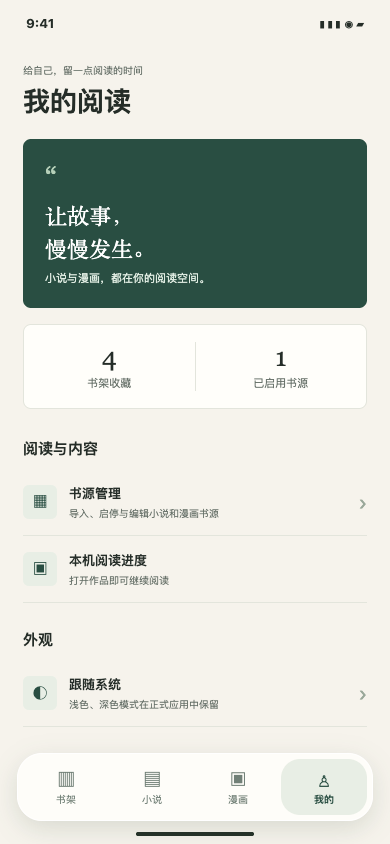 9:41
给自己，留一点阅读的时间
我的阅读
“
让故事，
慢慢发生。
小说与漫画，都在你的阅读空间。
4
书架收藏
1
已启用书源
阅读与内容
书源管理
导入、启停与编辑小说和漫画书源
本机阅读进度
打开作品即可继续阅读
外观
跟随系统
浅色、深色模式在正式应用中保留
书架
小说
漫画
我的